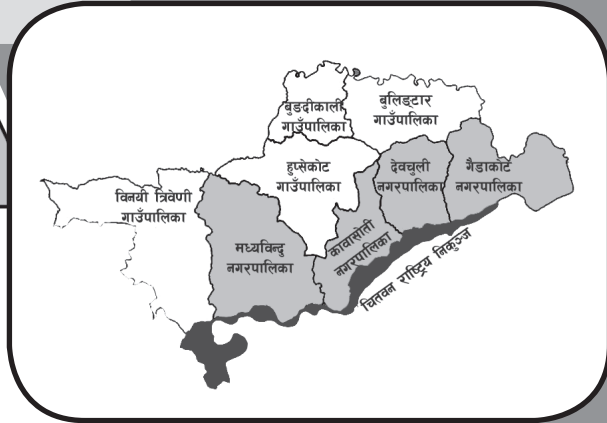 बुङदीकाली
गाउँपालिका
बुलिङटार
गाउँपालिका
हुप्सेकोट
गाउँपालिका
देवचुली
नगरपालिका
गैडाकोट
नगरपालिका
विनयी त्रिवेणी
गाउँपालिका
मध्यविन्दु
नगरपालिका
कावासोती
नगरपालिका
चितवन राष्ट्रिय निकुञ्ज